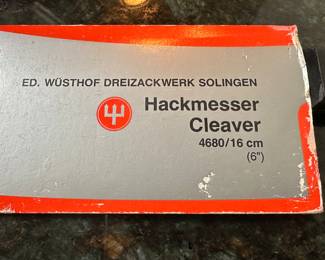 ED. WÜSTHOF DREIZACKWERK SOLINGEN
Hackmesser
Cleaver
4680/16 cm
(6")